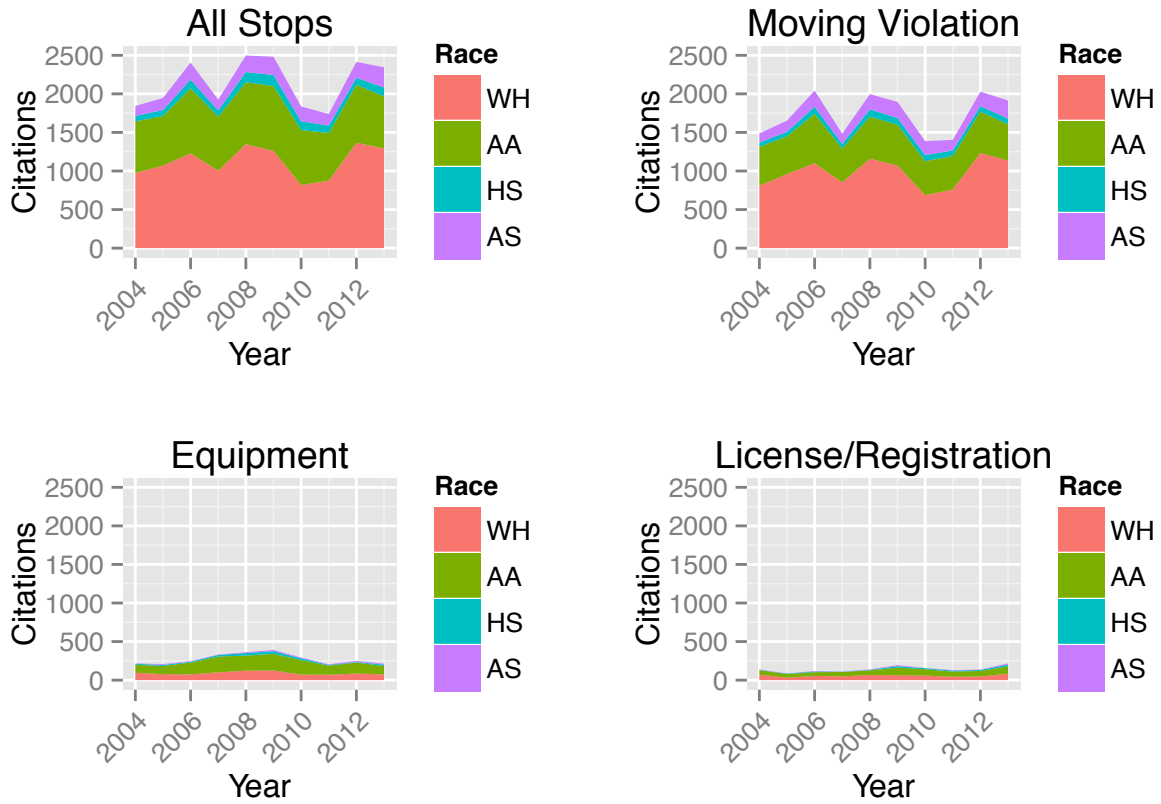 All Stops
Citations
2500
2000
1500
1000
500
0
2004
2006
2008
2010
2012
Year
Race
WH
AA
HS
AS
Moving Violation
Citations
2500
2000
1500
1000
500
0
2004
2006
2008
2010
2012
Year
Race
WH
AA
HS
AS
Equipment
Citations
2500
2000
1500
1000
500
0
2004
2006
2008
2010
2012
Year
Race
WH
AA
HS
AS
License/Registration
Citations
2500
2000
1500
1000
500
0
2004
2006
2008
2010
2012
Year
Race
WH
AA
HS
AS